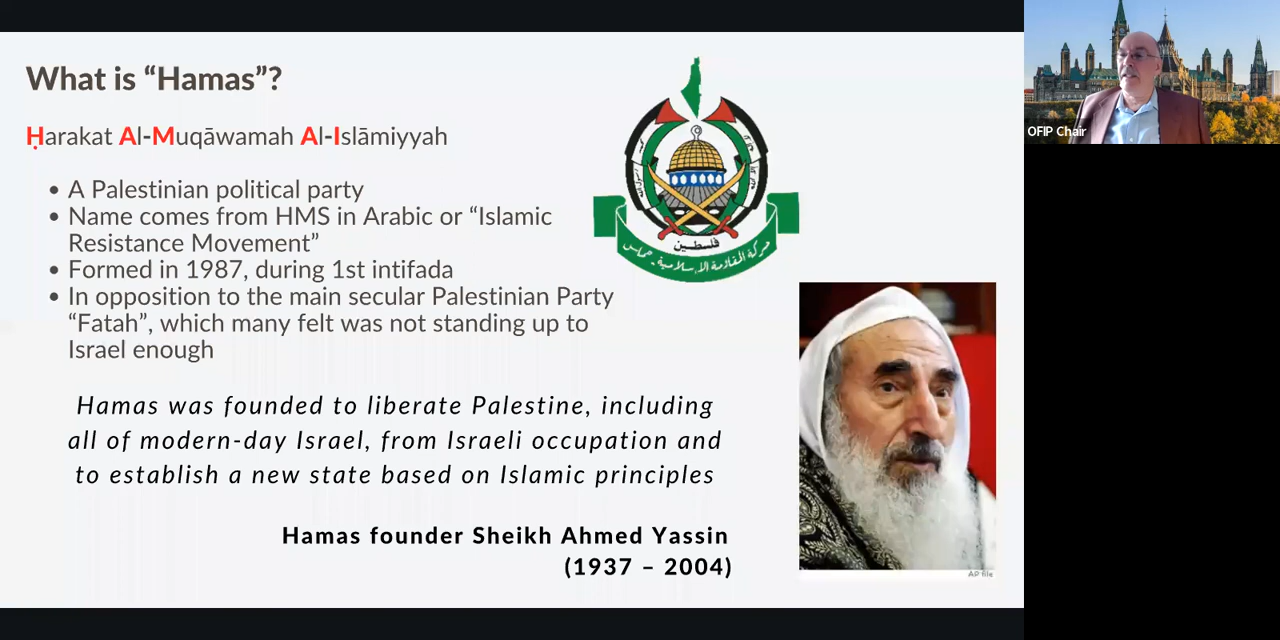 What is “Hamas”?
Ḥarakat Al-Muqāwamah Al-Islāmiyyah
• A Palestinian political party
• Name comes from HMS in Arabic or “Islamic
Resistance Movement”
• Formed in 1987, during 1st intifada
• In opposition to the main secular Palestinian Party
“Fatah”, which many felt was not standing up to
Israel enough
Hamas was founded to liberate Palestine, including
all of modern-day Israel, from Israeli occupation and
to establish a new state based on Islamic principles
Hamas founder Sheikh Ahmed Yassin
(1937 – 2004)
فلسطين
حركة المقاومة الإسلامية - حماس
AP file
OFIP Chair